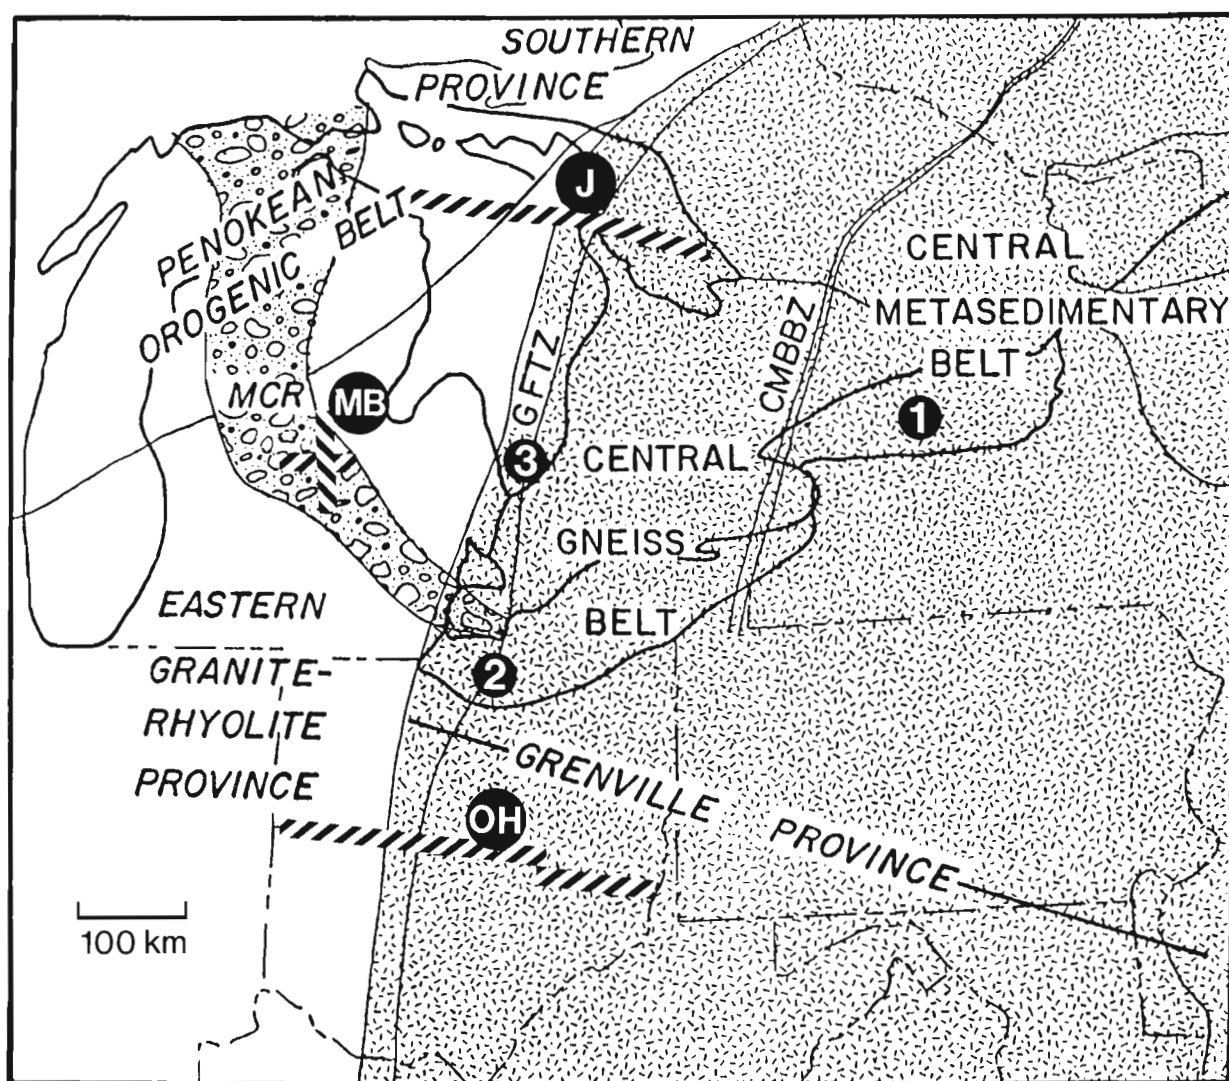 SOUTHERN
PROVINCE
J
PENOKEAN
OROGENIC BELT
CENTRAL
METASEDIMENTARY
BELT
MCR
MB
GFTZ
CMBBZ
1
3
CENTRAL
GNEISS
BELT
EASTERN
GRANITE-
RHYOLITE
PROVINCE
2
GRENVILLE PROVINCE
OH
100 km